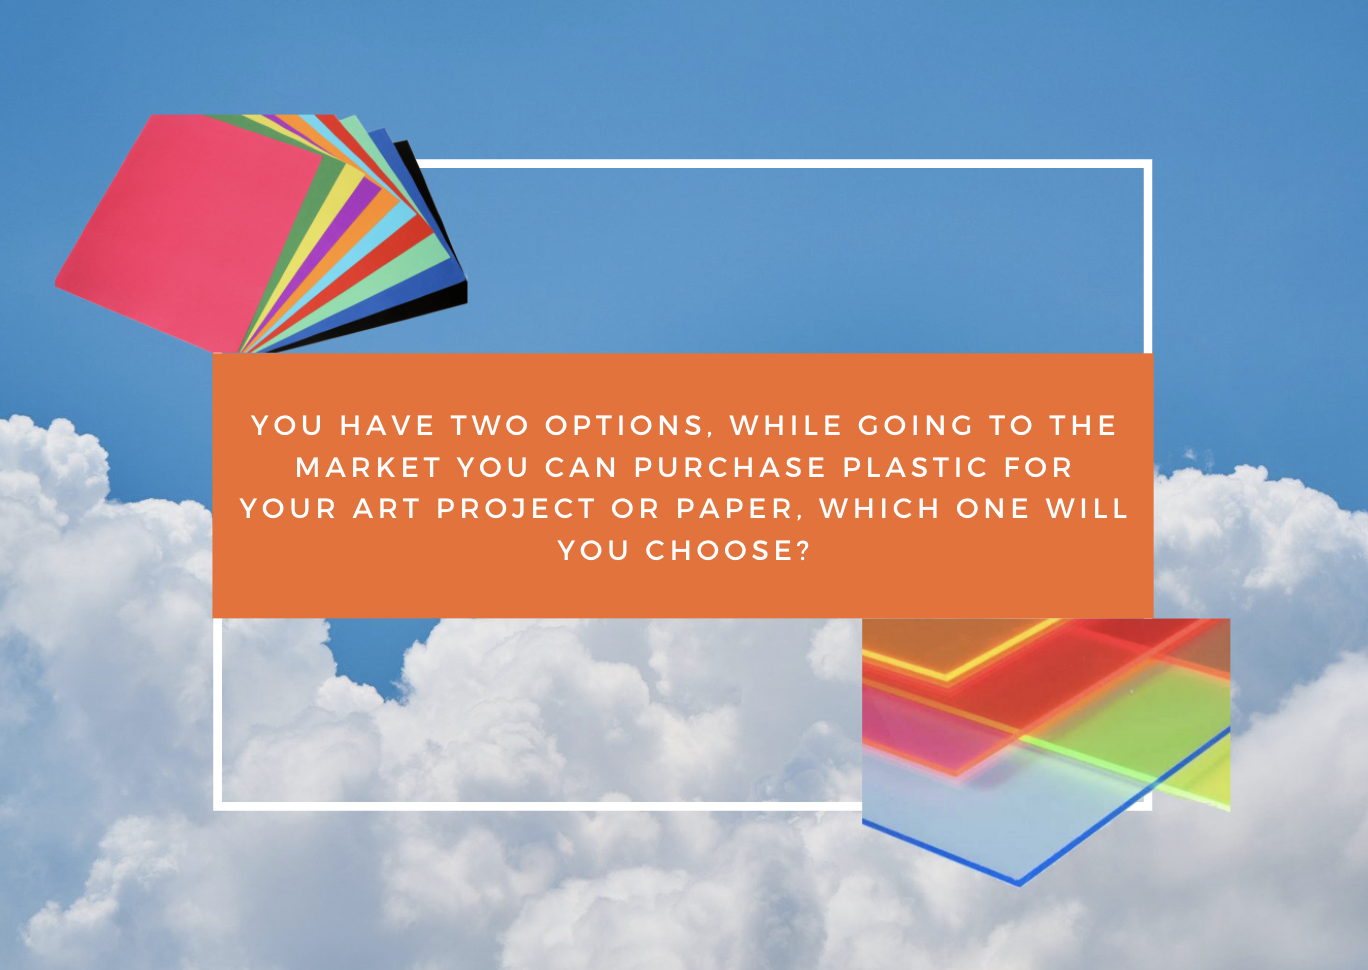 YOU HAVE TWO OPTIONS, WHILE GOING TO THE
MARKET YOU CAN PURCHASE PLASTIC FOR
YOUR ART PROJECT OR PAPER, WHICH ONE WILL
YOU CHOOSE?